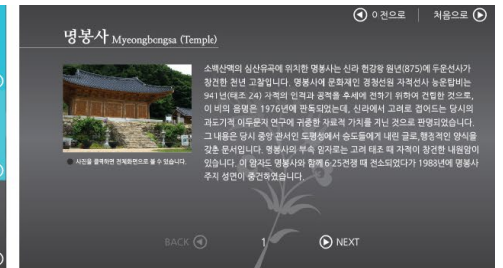 이전으로 | 처음으로
명봉사 Myeongbongsa (Temple)
소백산맥의 심산유곡에 위치한 명봉사는 신라 헌강왕 원년(875)에 두운선사가
창건한 천년 고찰입니다. 명봉사에 문화재인 경청선원 자적선사 능운탑비는
941년(태조 24) 자적의 인격과 공적을 후세에 전하기 위하여 건립한 것으로,
이 비의 음명은 1976년에 판독되었는데, 신라에서 고려로 접어드는 당시의
과도기적 이두문자 연구에 귀중한 자료적 가치를 지닌 것으로 판명되었습니다.
그 내용은 당시 중앙 관서인 도평성에서 승도들에게 내린 글로,행정적인 양식을
갖춘 문서입니다. 명봉사의 부속 암자로는 고려 태조 때 자적이 창건한 내원암이
있습니다. 이 암자도 명봉사와 함께 6·25전쟁 때 전소되었다가 1988년에 명봉사
주지 성연이 중건하였습니다.
사진을 클릭하면 전체화면으로 볼 수 있습니다.
BACK 1 NEXT